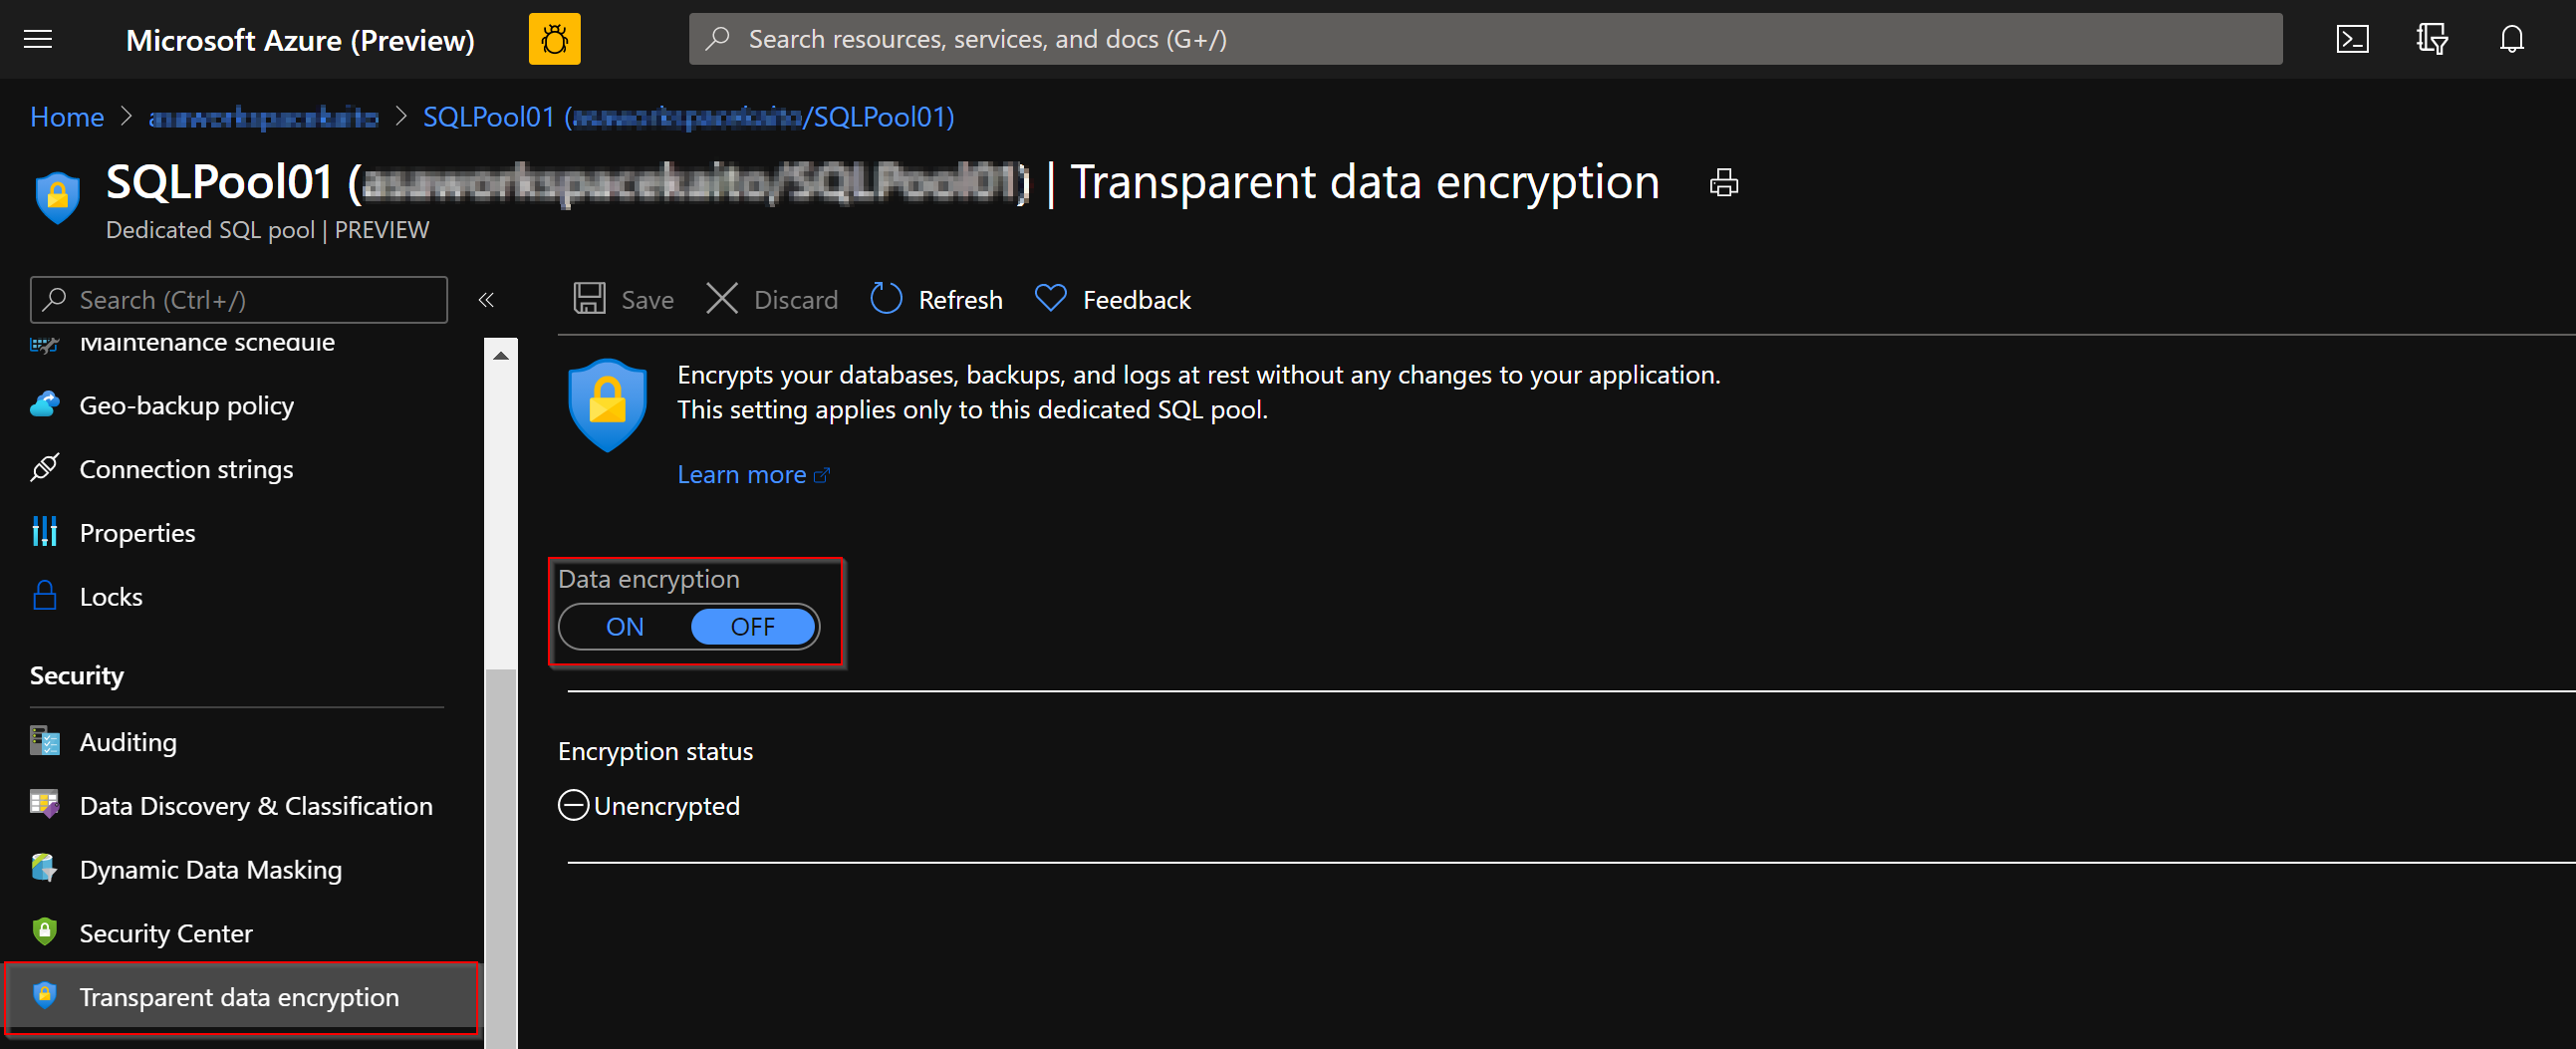 Microsoft Azure (Preview)
Search resources, services, and docs (G+/)
Home > > SQLPool01 (/SQLPool01)
SQLPool01 () | Transparent data encryption
Dedicated SQL pool | PREVIEW
Search (Ctrl+/)
«
Save
Discard
Refresh
Feedback
Maintenance schedule
Geo-backup policy
Connection strings
Properties
Locks
Security
Auditing
Data Discovery & Classification
Dynamic Data Masking
Security Center
Transparent data encryption
Encrypts your databases, backups, and logs at rest without any changes to your application.
This setting applies only to this dedicated SQL pool.
Learn more
Data encryption
ON OFF
Encryption status
Unencrypted